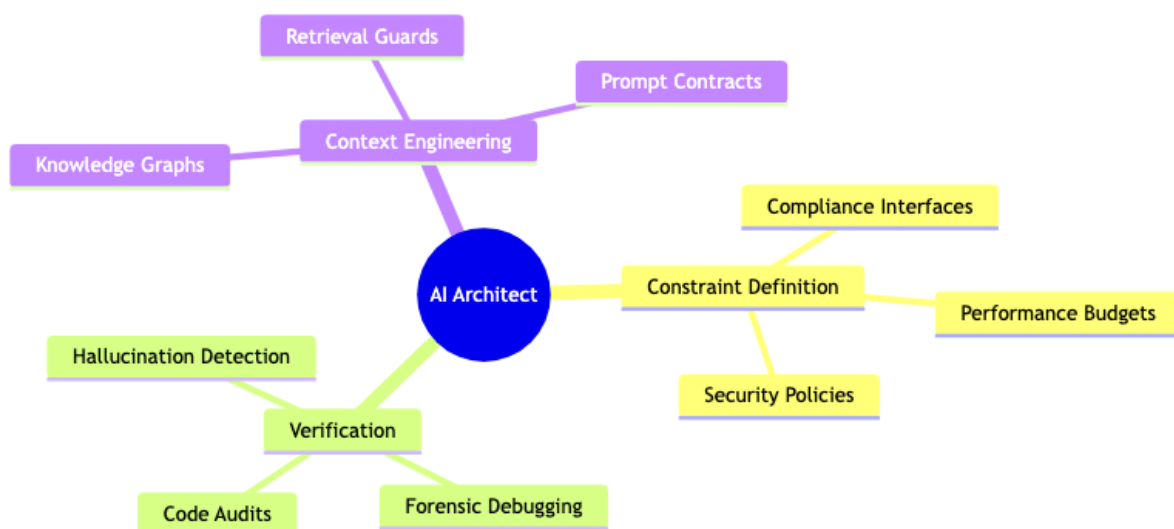 Retrieval Guards
Prompt Contracts
Context Engineering
Knowledge Graphs
Compliance Interfaces
AI Architect
Constraint Definition
Performance Budgets
Hallucination Detection
Security Policies
Verification
Code Audits
Forensic Debugging